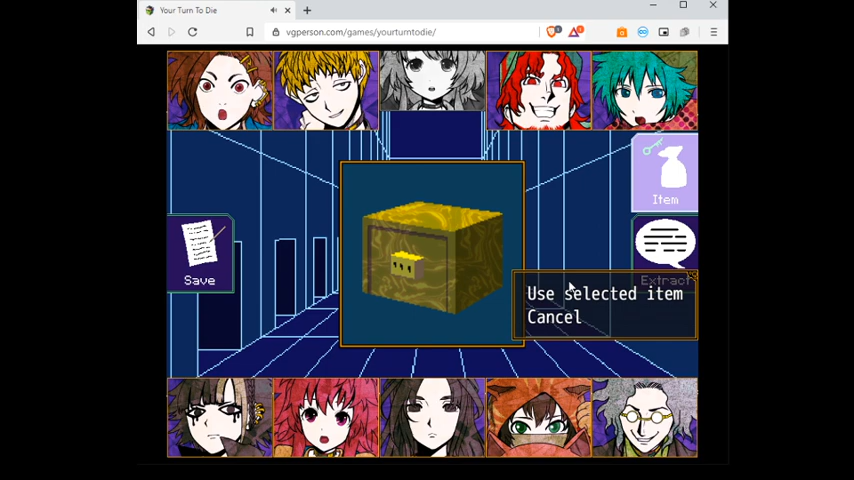 Your Turn To Die
vgperson.com/games/yourturntodie/
Item
Save
Extract
Use selected item
Cancel